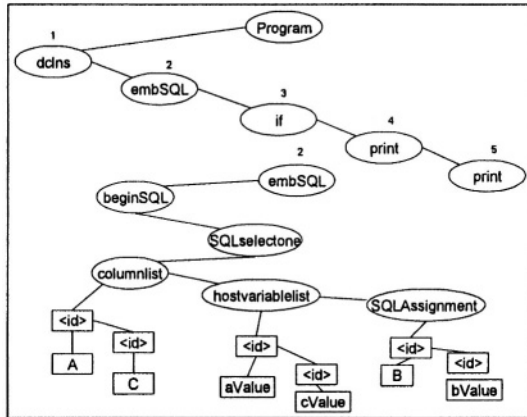 Program
1
dclns
2
embSQL
3
if
4
print
5
print
2
embSQL
beginSQL
SQLselectone
columnlist
hostvariablelist
SQLAssignment
<id>
<id>
<id>
<id>
<id>
<id>
A
C
aValue
cValue
B
bValue